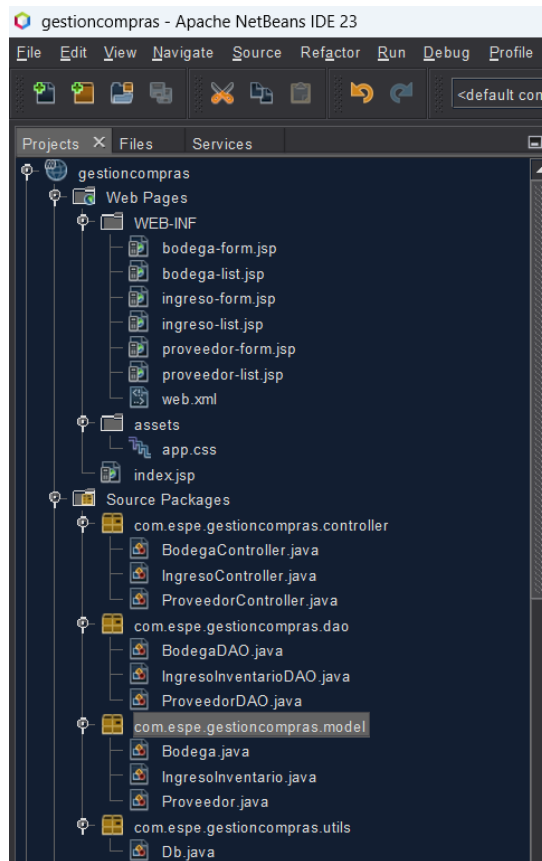 gestioncompras - Apache NetBeans IDE 23
File Edit View Navigate Source Refactor Run Debug Profile
<default con
Projects × Files Services
gestioncompras
Web Pages
WEB-INF
bodega-form.jsp
bodega-list.jsp
ingreso-form.jsp
ingreso-list.jsp
proveedor-form.jsp
proveedor-list.jsp
web.xml
assets
app.css
index.jsp
Source Packages
com.espe.gestioncompras.controller
BodegaController.java
IngresoController.java
ProveedorController.java
com.espe.gestioncompras.dao
BodegaDAO.java
IngresoInventarioDAO.java
ProveedorDAO.java
com.espe.gestioncompras.model
Bodega.java
IngresoInventario.java
Proveedor.java
com.espe.gestioncompras.utils
Db.java